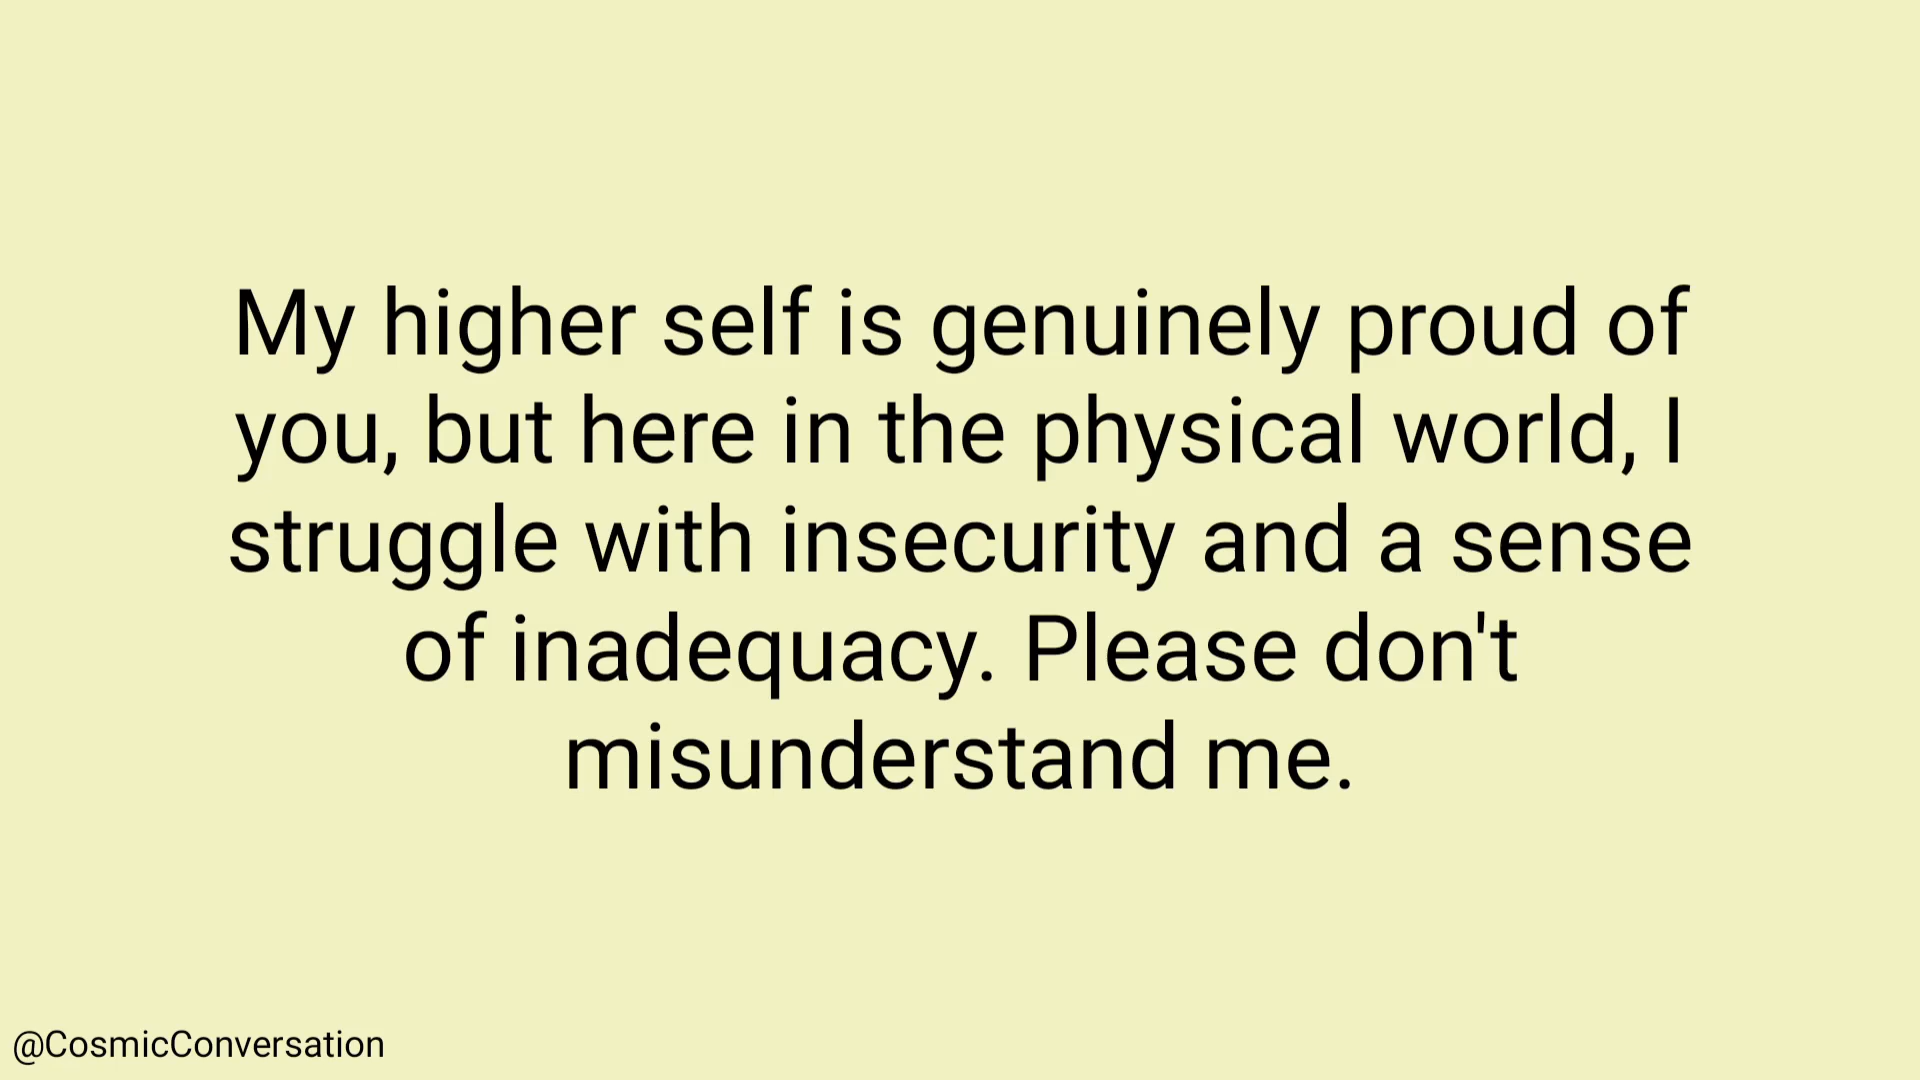 My higher self is genuinely proud of
you, but here in the physical world, I
struggle with insecurity and a sense
of inadequacy. Please don't
misunderstand me.
@CosmicConversation